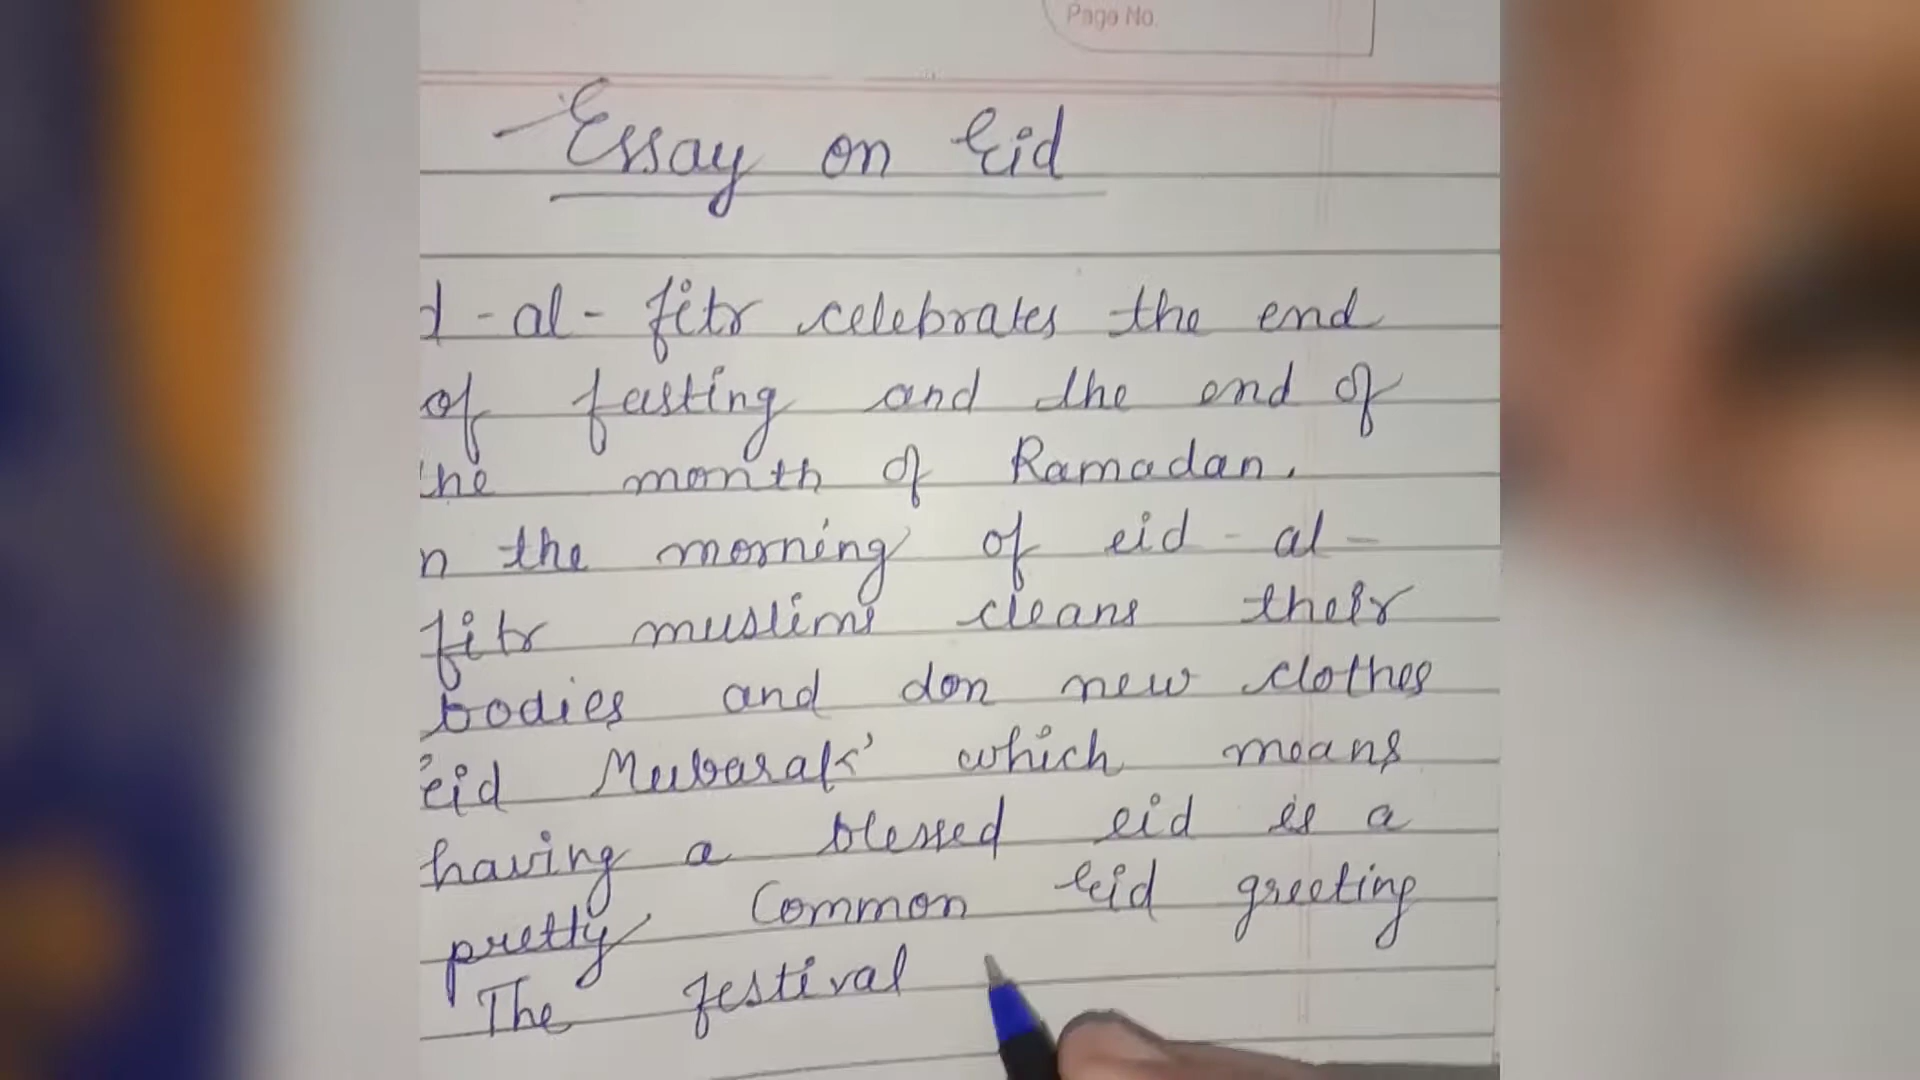 Page No.
Essay on Eid
d-al-fitr celebrates the end
of fasting and the end of
he month of Ramadan.
n the morning of eid-al-
fitr muslims cleans their
bodies and don new clothes
'eid Mubarak' which means
having a blessed eid is a
pretty Common Eid greeting
The festival